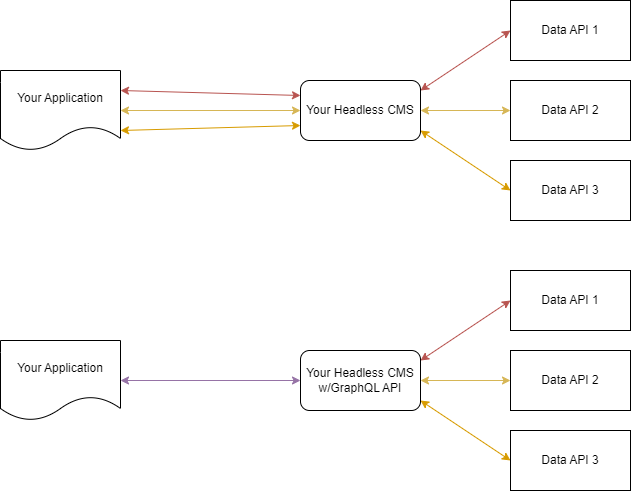 Data API 1
Your Application
Your Headless CMS
Data API 2
Data API 3
Data API 1
Your Application
Your Headless CMS
w/GraphQL API
Data API 2
Data API 3